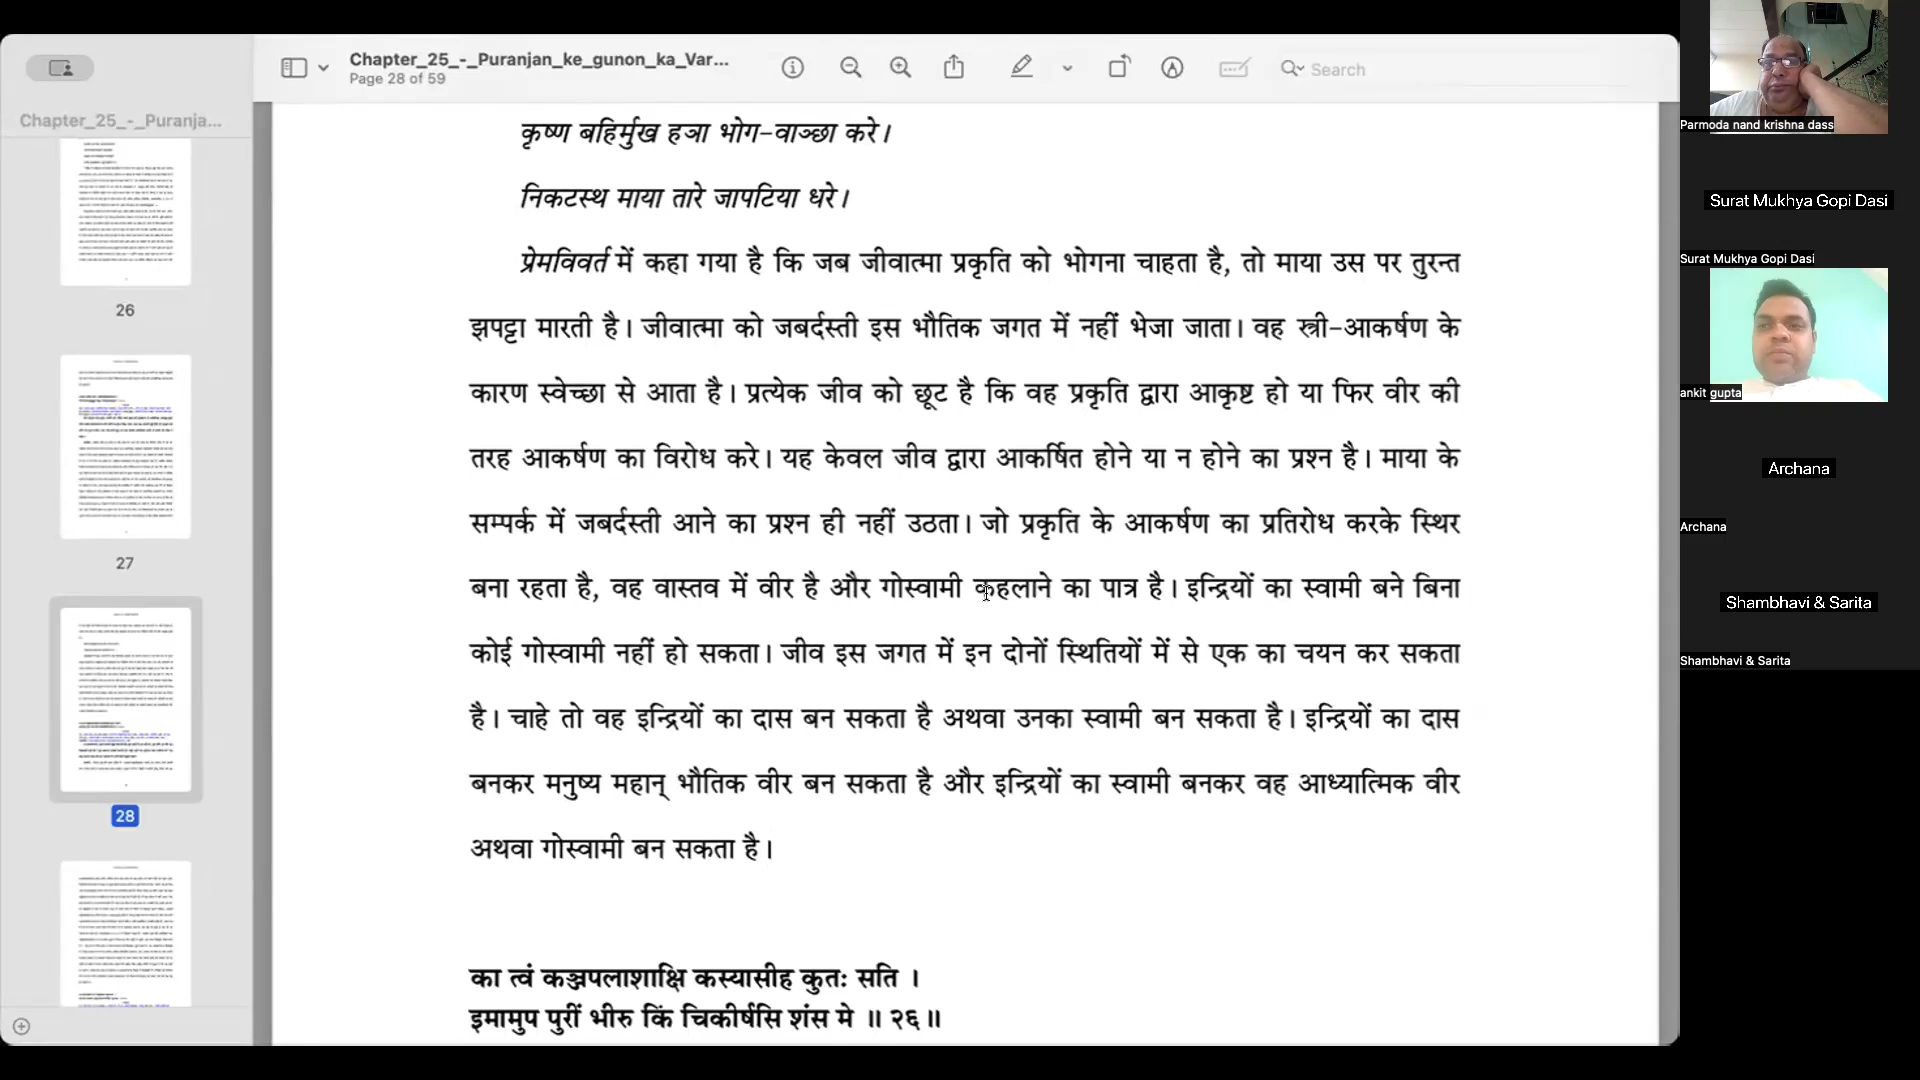 Chapter_25_-_Puranjan_ke_gunon_ka_Var...
Page 28 of 59
Search
Chapter_25_-_Puranja...
26
27
28
कृष्ण बहिर्मुख हञा भोग-वाञ्छा करे।
निकटस्थ माया तारे जापटिया धरे।
प्रेमविवर्त में कहा गया है कि जब जीवात्मा प्रकृति को भोगना चाहता है, तो माया उस पर तुरन्त
झपट्टा मारती है। जीवात्मा को जबर्दस्ती इस भौतिक जगत में नहीं भेजा जाता। वह स्त्री-आकर्षण के
कारण स्वेच्छा से आता है। प्रत्येक जीव को छूट है कि वह प्रकृति द्वारा आकृष्ट हो या फिर वीर की
तरह आकर्षण का विरोध करे। यह केवल जीव द्वारा आकर्षित होने या न होने का प्रश्न है। माया के
सम्पर्क में जबर्दस्ती आने का प्रश्न ही नहीं उठता। जो प्रकृति के आकर्षण का प्रतिरोध करके स्थिर
बना रहता है, वह वास्तव में वीर है और गोस्वामी कहलाने का पात्र है। इन्द्रियों का स्वामी बने बिना
कोई गोस्वामी नहीं हो सकता। जीव इस जगत में इन दोनों स्थितियों में से एक का चयन कर सकता
है। चाहे तो वह इन्द्रियों का दास बन सकता है अथवा उनका स्वामी बन सकता है। इन्द्रियों का दास
बनकर मनुष्य महान् भौतिक वीर बन सकता है और इन्द्रियों का स्वामी बनकर वह आध्यात्मिक वीर
अथवा गोस्वामी बन सकता है।
का त्वं कञ्जपलाशाक्षि कस्यासीह कुतः सति ।
इमामुप पुरीं भीरु किं चिकीर्षसि शंस मे ॥ २६॥
Parmoda nand krishna dass
Surat Mukhya Gopi Dasi
Surat Mukhya Gopi Dasi
ankit gupta
Archana
Archana
Shambhavi & Sarita
Shambhavi & Sarita